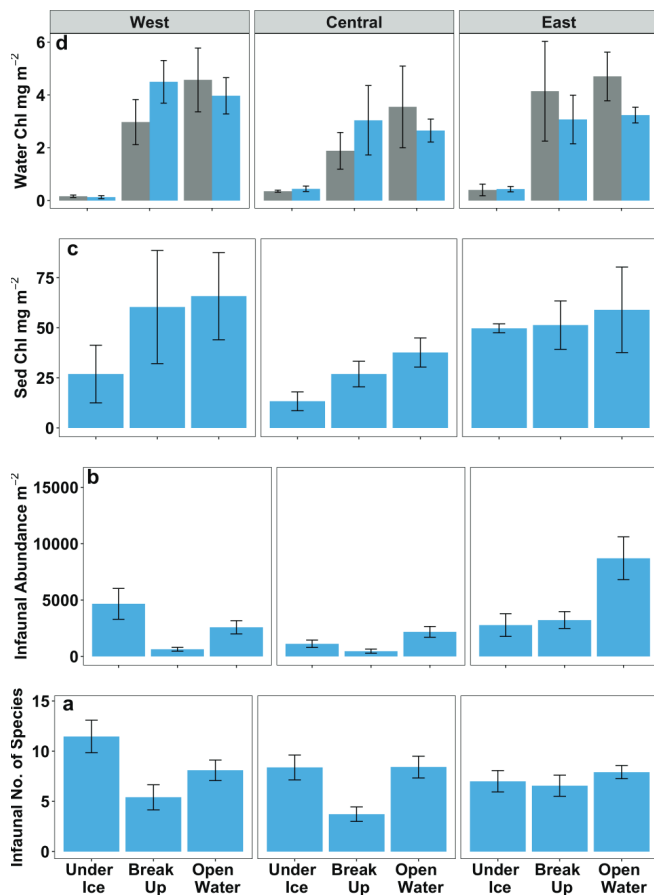 West Central East
d
Water Chl mg m⁻²
6
4
2
0
c
Sed Chl mg m⁻²
75
50
25
0
b
Infaunal Abundance m⁻²
15000
10000
5000
0
a
Infaunal No. of Species
15
10
5
0
Under Break Open Under Break Open Under Break Open
Ice Up Water Ice Up Water Ice Up Water